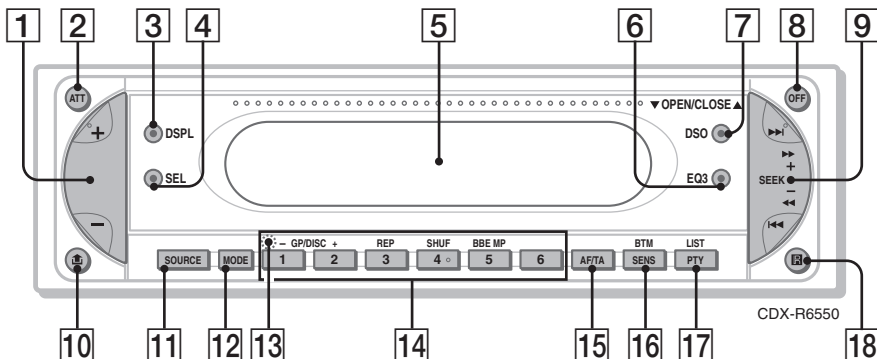 1 2 3 4 5 6 7 8 9
ATT OFF
▼OPEN/CLOSE▲
+ DSPL DSO ▶▶|
▶▶
+
SEL EQ3 SEEK
−
◀◀
− |◀◀
− GP/DISC + REP SHUF BBE MP BTM LIST
SOURCE MODE 1 2 3 4 5 6 AF/TA SENS PTY
CDX-R6550
10 11 12 13 14 15 16 17 18